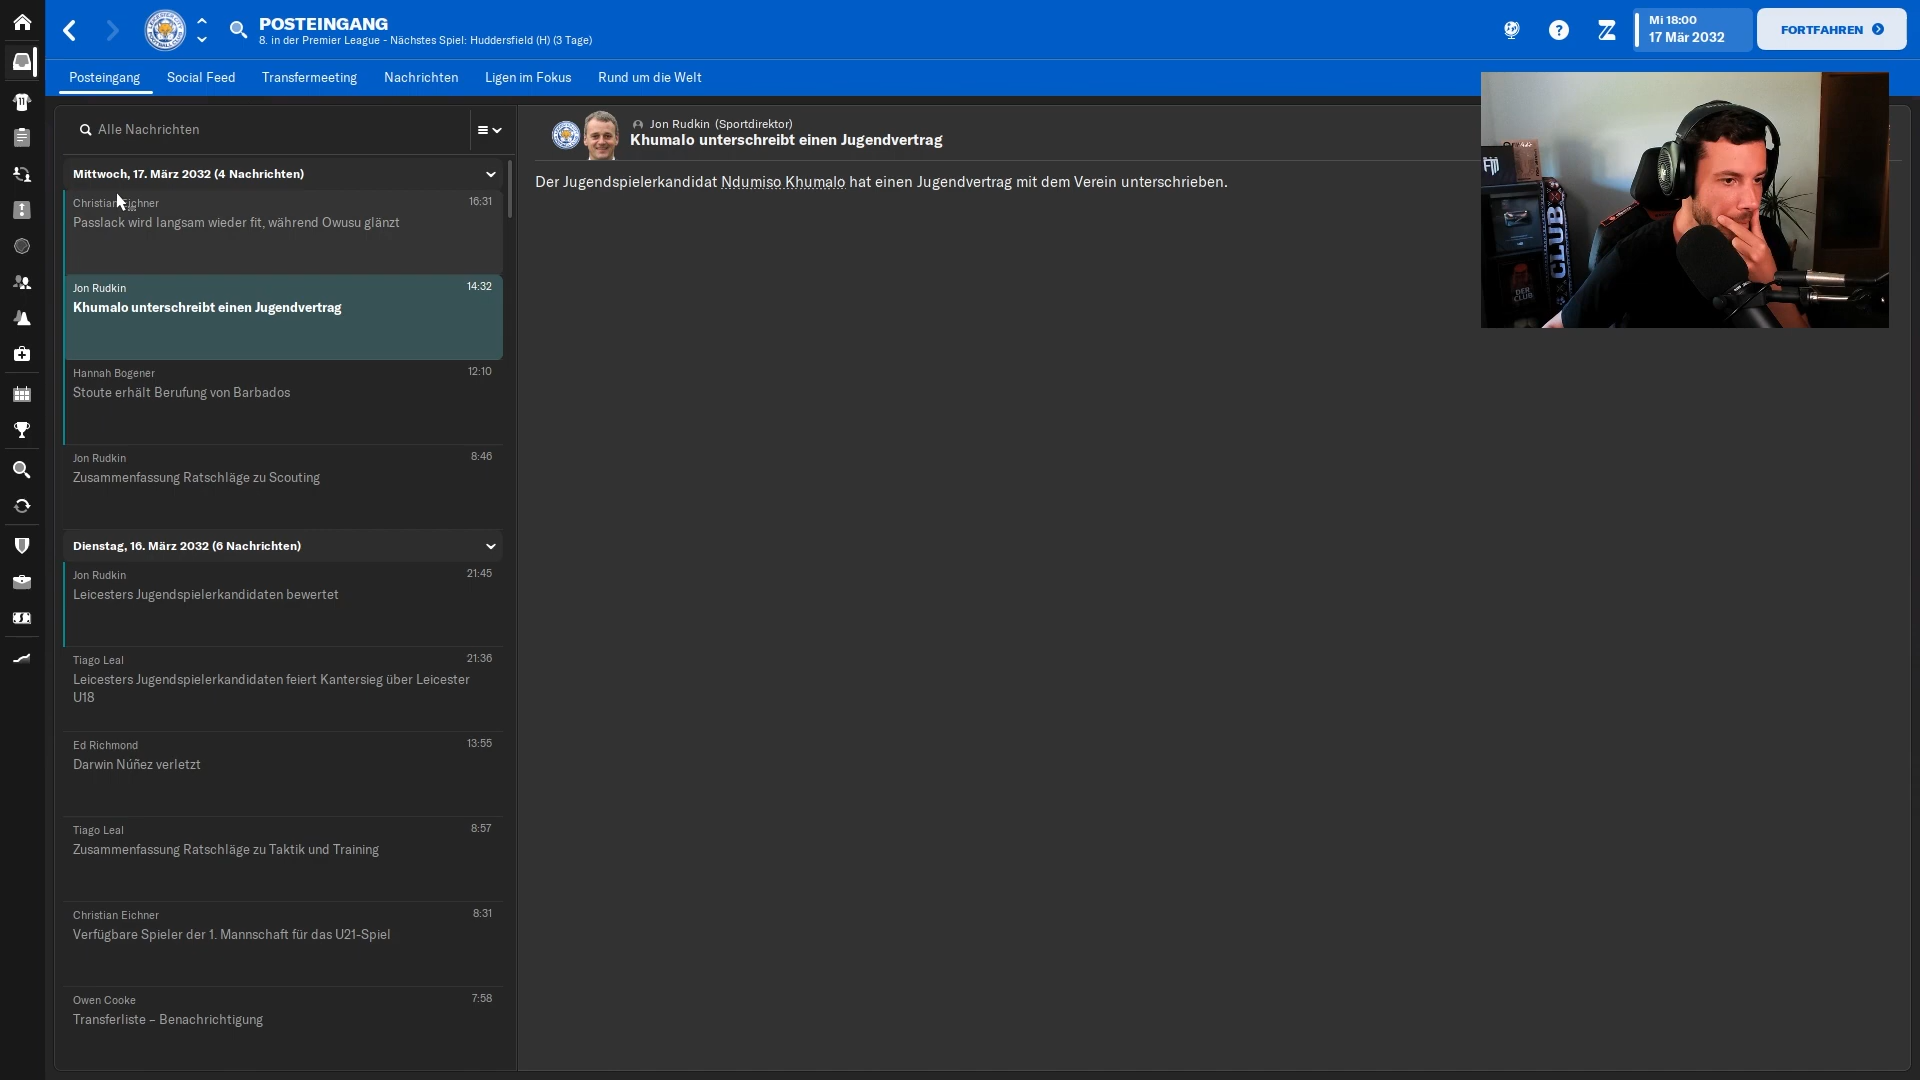 POSTEINGANG
8. in der Premier League - Nächstes Spiel: Huddersfield (H) (3 Tage)
Mi 18:00
17 Mär 2032
FORTFAHREN
Posteingang
Social Feed
Transfermeeting
Nachrichten
Ligen im Fokus
Rund um die Welt
Alle Nachrichten
Mittwoch, 17. März 2032 (4 Nachrichten)
Christian Eichner
16:31
Passlack wird langsam wieder fit, während Owusu glänzt
Jon Rudkin
14:32
Khumalo unterschreibt einen Jugendvertrag
Hannah Bogener
12:10
Stoute erhält Berufung von Barbados
Jon Rudkin
8:46
Zusammenfassung Ratschläge zu Scouting
Dienstag, 16. März 2032 (6 Nachrichten)
Jon Rudkin
21:45
Leicesters Jugendspielerkandidaten bewertet
Tiago Leal
21:36
Leicesters Jugendspielerkandidaten feiert Kantersieg über Leicester
U18
Ed Richmond
13:55
Darwin Núñez verletzt
Tiago Leal
8:57
Zusammenfassung Ratschläge zu Taktik und Training
Christian Eichner
8:31
Verfügbare Spieler der 1. Mannschaft für das U21-Spiel
Owen Cooke
7:58
Transferliste – Benachrichtigung
Jon Rudkin (Sportdirektor)
Khumalo unterschreibt einen Jugendvertrag
Der Jugendspielerkandidat Ndumiso Khumalo hat einen Jugendvertrag mit dem Verein unterschrieben.
CLUB
DER
CLUB